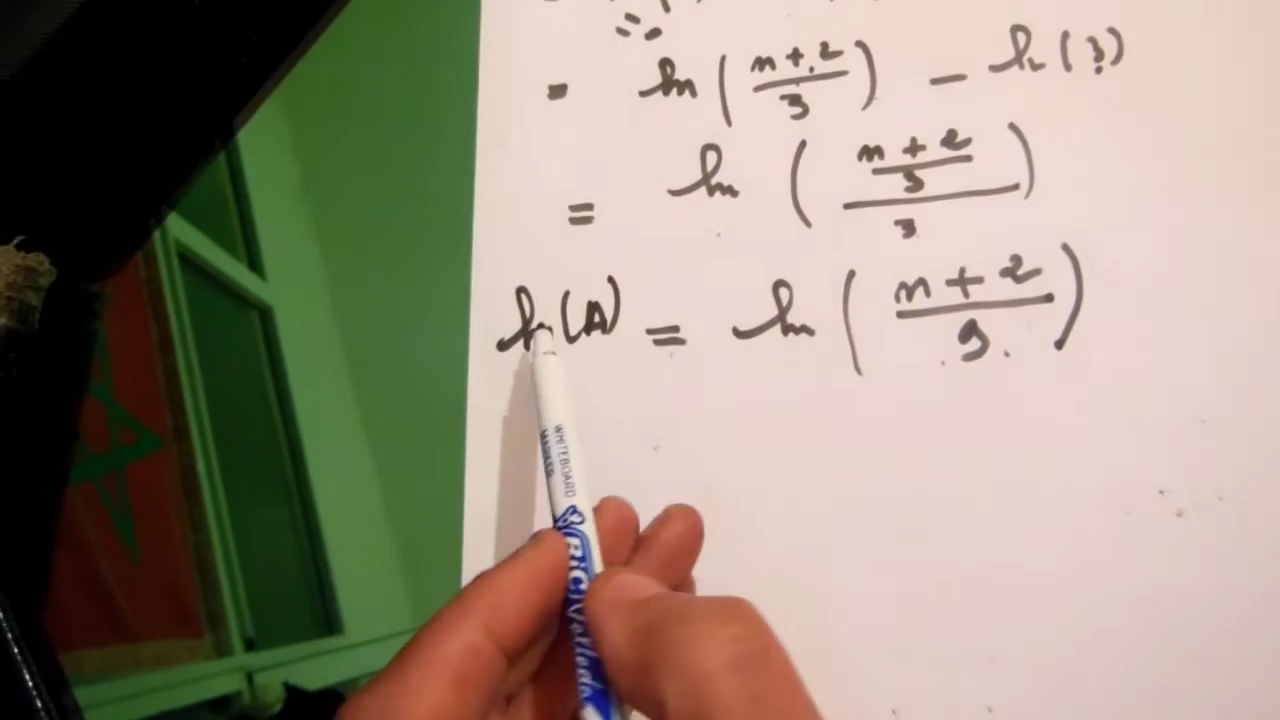 = ln ( (n+2)/3 ) - ln (3)
= ln ( ((n+2)/3)/3 )
ln(A) = ln ( (n+2)/9 )
WHITEBOARD
MARKER
BIC Velleda